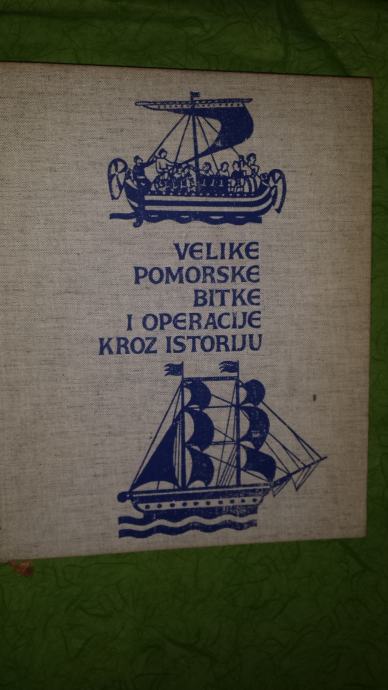 VELIKE
POMORSKE
BITKE
I OPERACIJE
KROZ ISTORIJU